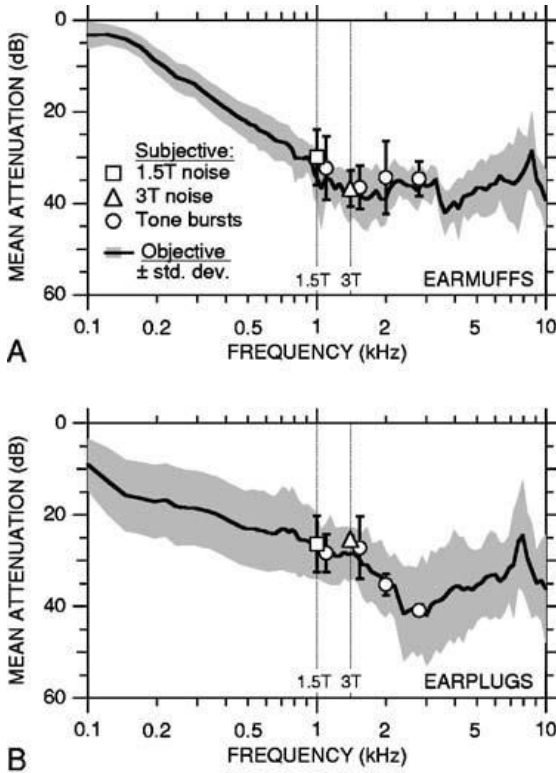 0
20
40
60
MEAN ATTENUATION (dB)
Subjective:
1.5T noise
3T noise
Tone bursts
Objective
± std. dev.
1.5T 3T
EARMUFFS
0.1 0.2 0.5 1 2 5 10
FREQUENCY (kHz)
A
0
20
40
60
MEAN ATTENUATION (dB)
1.5T 3T
EARPLUGS
0.1 0.2 0.5 1 2 5 10
FREQUENCY (kHz)
B